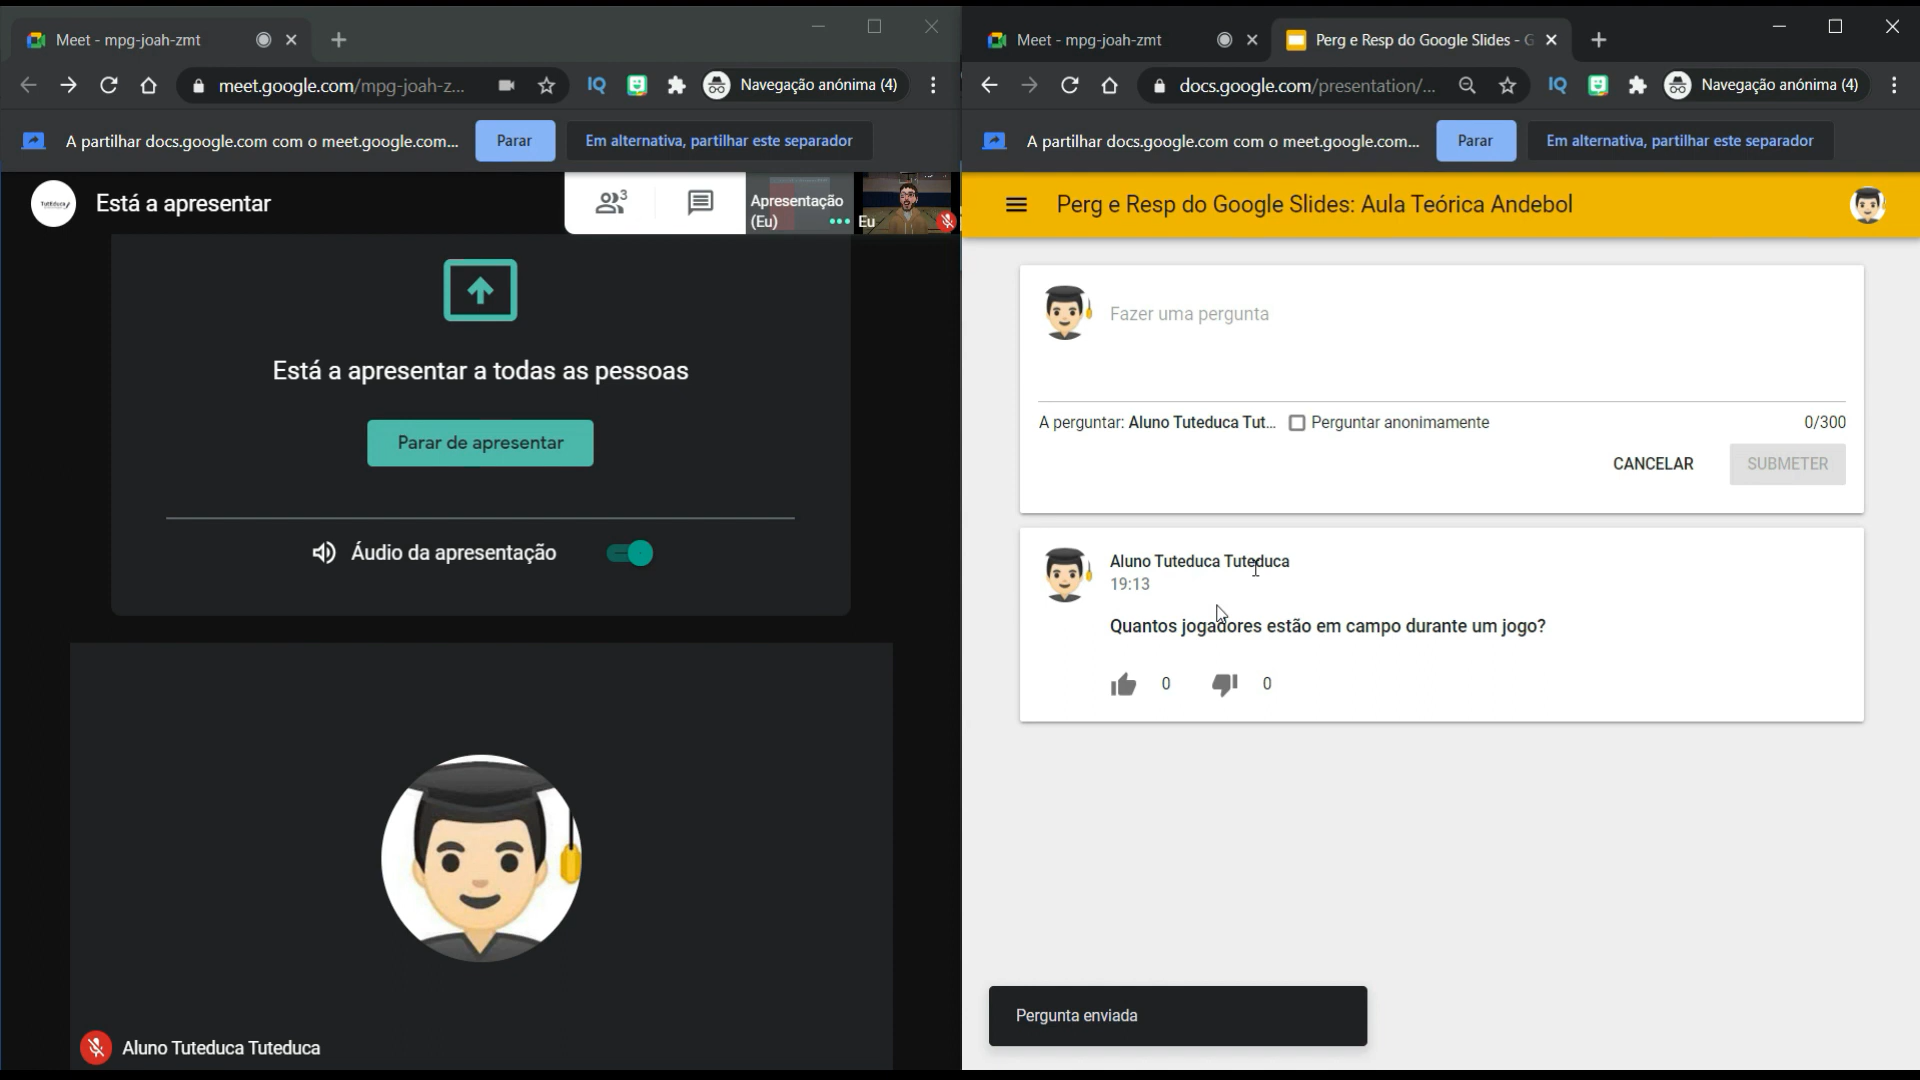 Meet - mpg-joah-zmt
meet.google.com/mpg-joah-z...
IQ
Navegação anónima (4)
A partilhar docs.google.com com o meet.google.com...
Parar
Em alternativa, partilhar este separador
TutEduca
Está a apresentar
3
Apresentação
(Eu)
Eu
Está a apresentar a todas as pessoas
Parar de apresentar
Áudio da apresentação
Aluno Tuteduca Tuteduca
Meet - mpg-joah-zmt
Perg e Resp do Google Slides - G
docs.google.com/presentation/...
IQ
Navegação anónima (4)
A partilhar docs.google.com com o meet.google.com...
Parar
Em alternativa, partilhar este separador
Perg e Resp do Google Slides: Aula Teórica Andebol
Fazer uma pergunta
A perguntar: Aluno Tuteduca Tut... Perguntar anonimamente 0/300
CANCELAR SUBMETER
Aluno Tuteduca Tuteduca
19:13
Quantos jogadores estão em campo durante um jogo?
0 0
Pergunta enviada